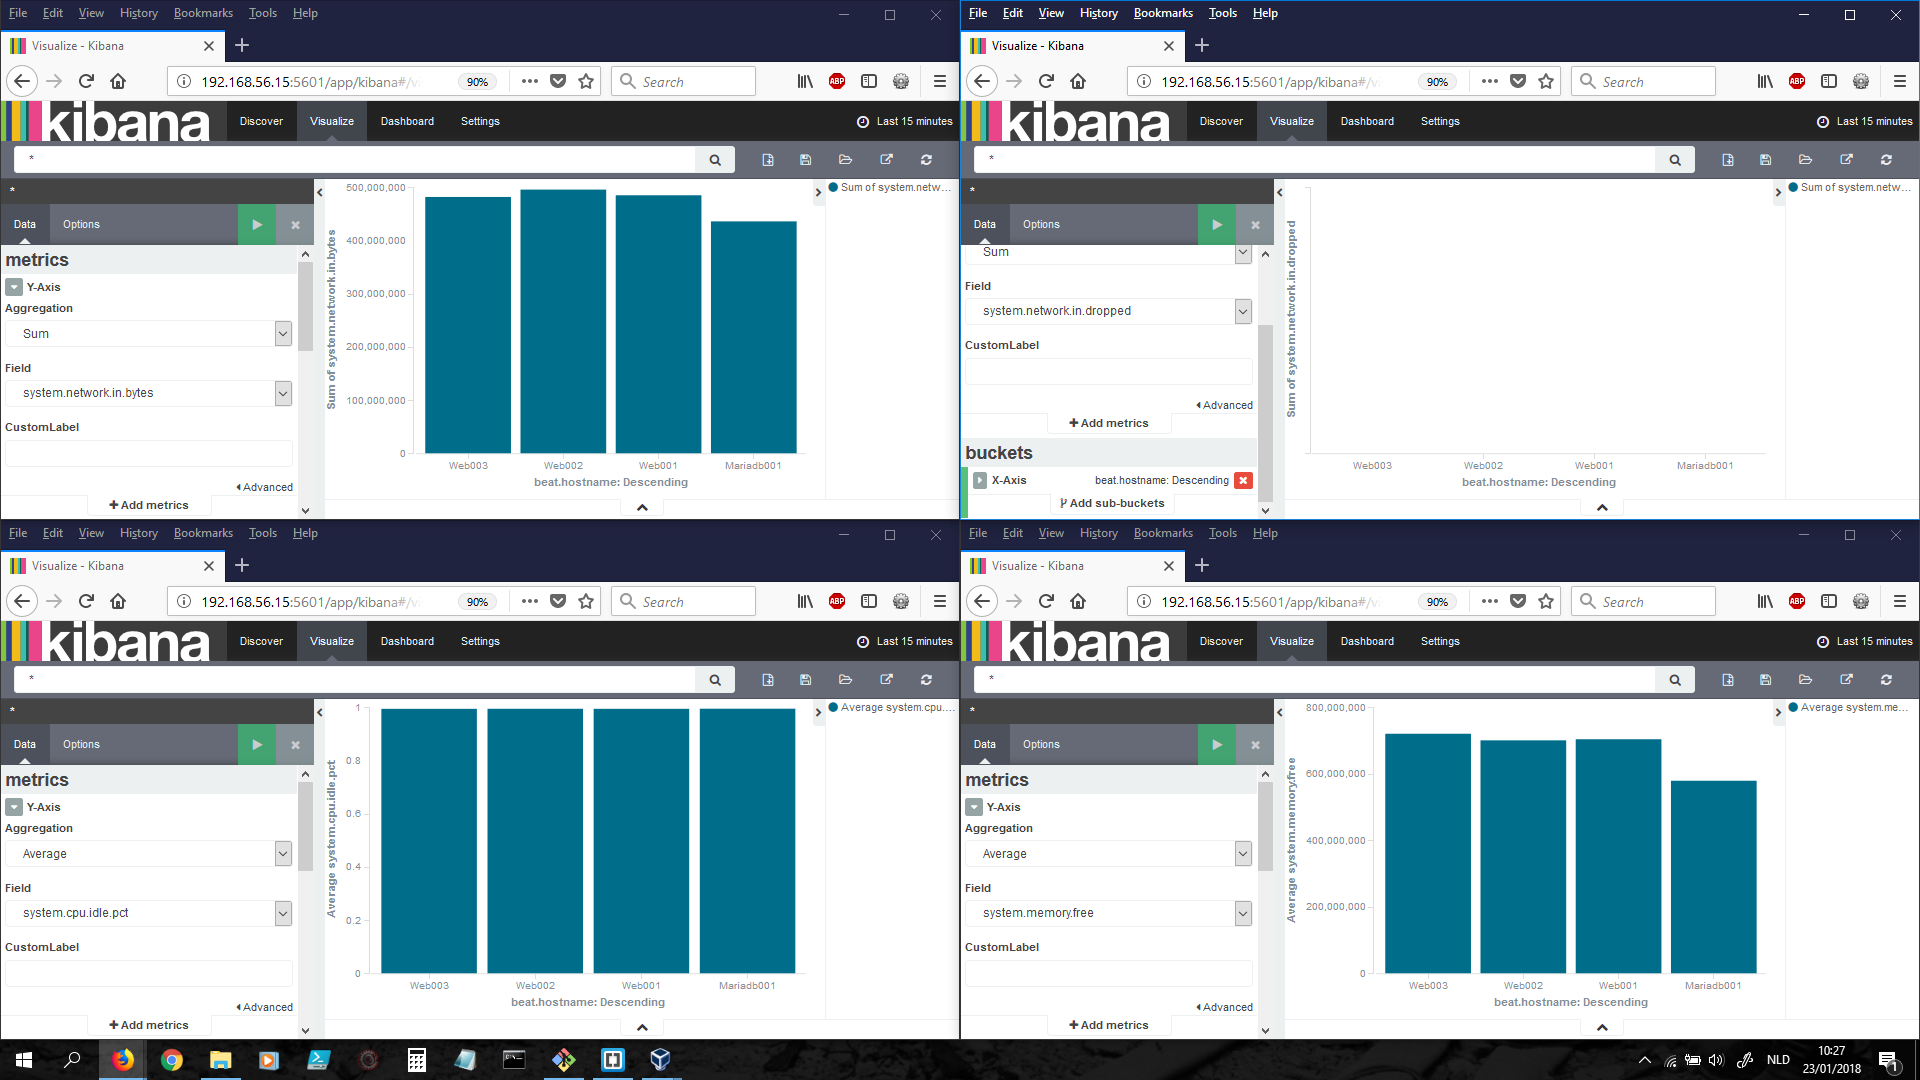 File Edit View History Bookmarks Tools Help
Visualize - Kibana
192.168.56.15:5601/app/kibana#/v 90% Search
ABP
kibana Discover Visualize Dashboard Settings Last 15 minutes
*
*
Data Options
metrics
Y-Axis
Aggregation
Sum
Field
system.network.in.bytes
CustomLabel
Advanced
Add metrics
Sum of system.network.in.bytes
500,000,000
400,000,000
300,000,000
200,000,000
100,000,000
0
Web003 Web002 Web001 Mariadb001
beat.hostname: Descending
Sum of system.netw...
File Edit View History Bookmarks Tools Help
Visualize - Kibana
192.168.56.15:5601/app/kibana#/v 90% Search
ABP
kibana Discover Visualize Dashboard Settings Last 15 minutes
*
*
Data Options
Sum
Field
system.network.in.dropped
CustomLabel
Advanced
Add metrics
buckets
X-Axis beat.hostname: Descending
Add sub-buckets
Sum of system.network.in.dropped
Web003 Web002 Web001 Mariadb001
beat.hostname: Descending
Sum of system.netw...
File Edit View History Bookmarks Tools Help
Visualize - Kibana
192.168.56.15:5601/app/kibana#/v 90% Search
ABP
kibana Discover Visualize Dashboard Settings Last 15 minutes
*
*
Data Options
metrics
Y-Axis
Aggregation
Average
Field
system.cpu.idle.pct
CustomLabel
Advanced
Add metrics
Average system.cpu.idle.pct
1
0.8
0.6
0.4
0.2
0
Web003 Web002 Web001 Mariadb001
beat.hostname: Descending
Average system.cpu....
File Edit View History Bookmarks Tools Help
Visualize - Kibana
192.168.56.15:5601/app/kibana#/v 90% Search
ABP
kibana Discover Visualize Dashboard Settings Last 15 minutes
*
*
Data Options
metrics
Y-Axis
Aggregation
Average
Field
system.memory.free
CustomLabel
Advanced
Add metrics
Average system.memory.free
800,000,000
600,000,000
400,000,000
200,000,000
0
Web003 Web002 Web001 Mariadb001
beat.hostname: Descending
Average system.me...
NLD
10:27
23/01/2018
1